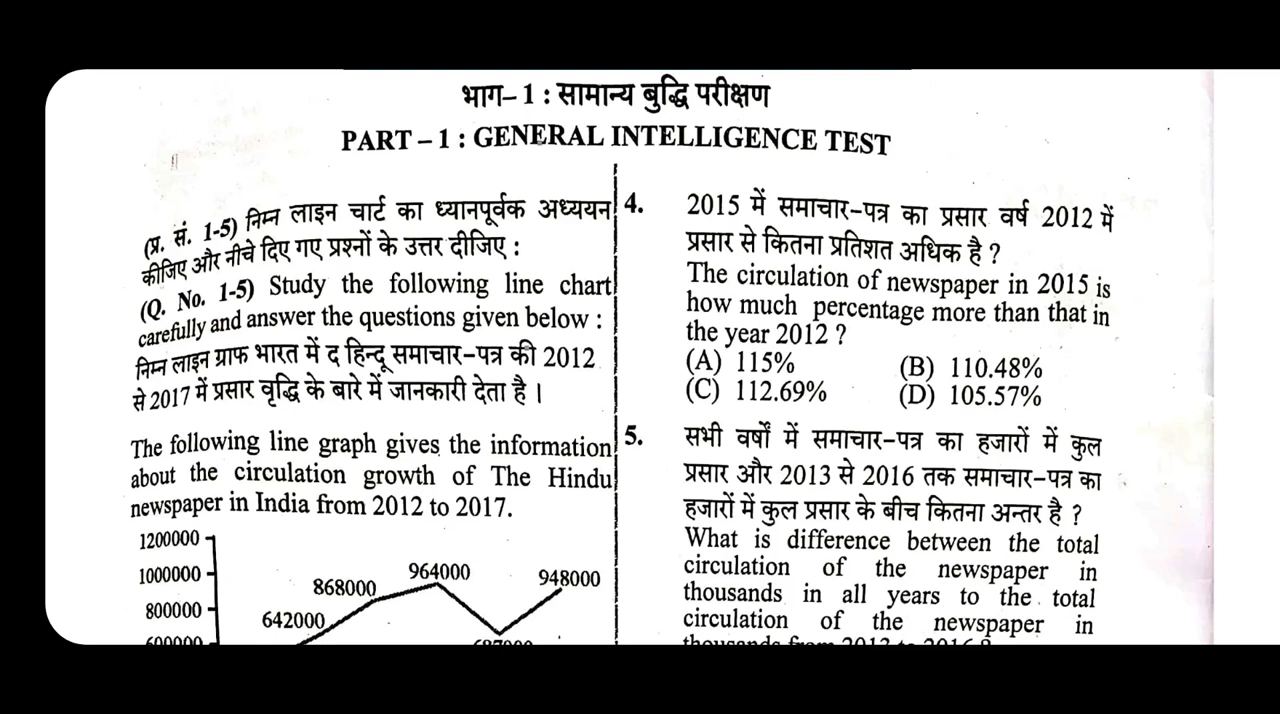 भाग–1 : सामान्य बुद्धि परीक्षण
PART – 1 : GENERAL INTELLIGENCE TEST
(प्र. सं. 1-5) निम्न लाइन चार्ट का ध्यानपूर्वक अध्ययन
कीजिए और नीचे दिए गए प्रश्नों के उत्तर दीजिए :
(Q. No. 1-5) Study the following line chart
carefully and answer the questions given below :
निम्न लाइन ग्राफ भारत में द हिन्दू समाचार–पत्र की 2012
से 2017 में प्रसार वृद्धि के बारे में जानकारी देता है ।
The following line graph gives the information
about the circulation growth of The Hindu
newspaper in India from 2012 to 2017.
1200000
1000000
800000
600000
642000
868000
964000
948000
4. 2015 में समाचार–पत्र का प्रसार वर्ष 2012 में
प्रसार से कितना प्रतिशत अधिक है ?
The circulation of newspaper in 2015 is
how much percentage more than that in
the year 2012 ?
(A) 115% (B) 110.48%
(C) 112.69% (D) 105.57%
5. सभी वर्षों में समाचार–पत्र का हजारों में कुल
प्रसार और 2013 से 2016 तक समाचार–पत्र का
हजारों में कुल प्रसार के बीच कितना अन्तर है ?
What is difference between the total
circulation of the newspaper in
thousands in all years to the total
circulation of the newspaper in
thousands from 2013 to 2016 ?